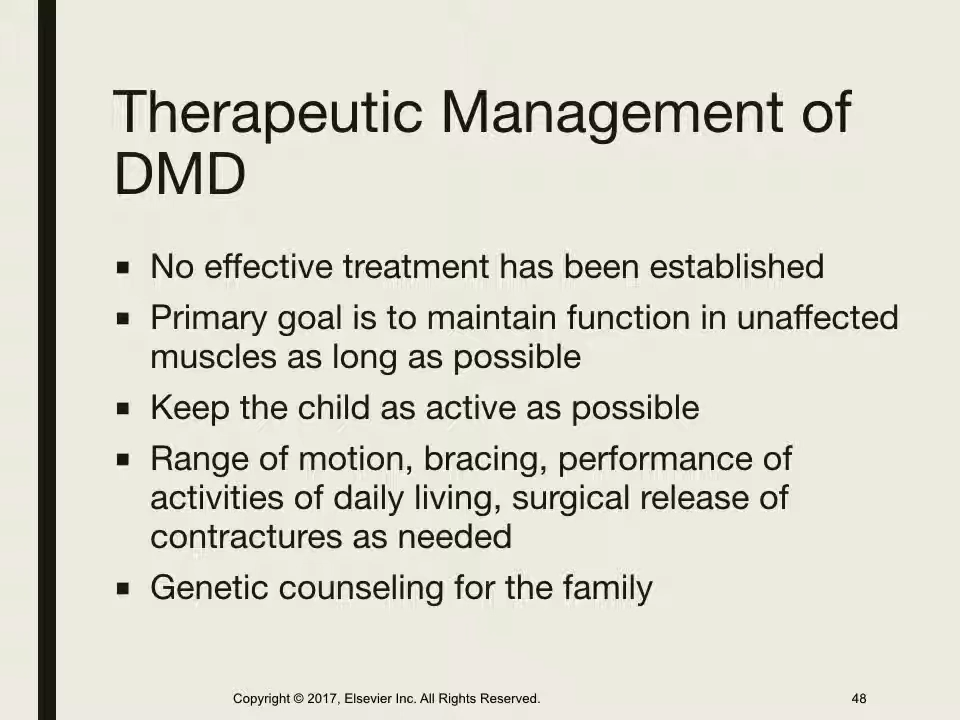 Therapeutic Management of
DMD
▪ No effective treatment has been established
▪ Primary goal is to maintain function in unaffected
muscles as long as possible
▪ Keep the child as active as possible
▪ Range of motion, bracing, performance of
activities of daily living, surgical release of
contractures as needed
▪ Genetic counseling for the family
Copyright © 2017, Elsevier Inc. All Rights Reserved. 48